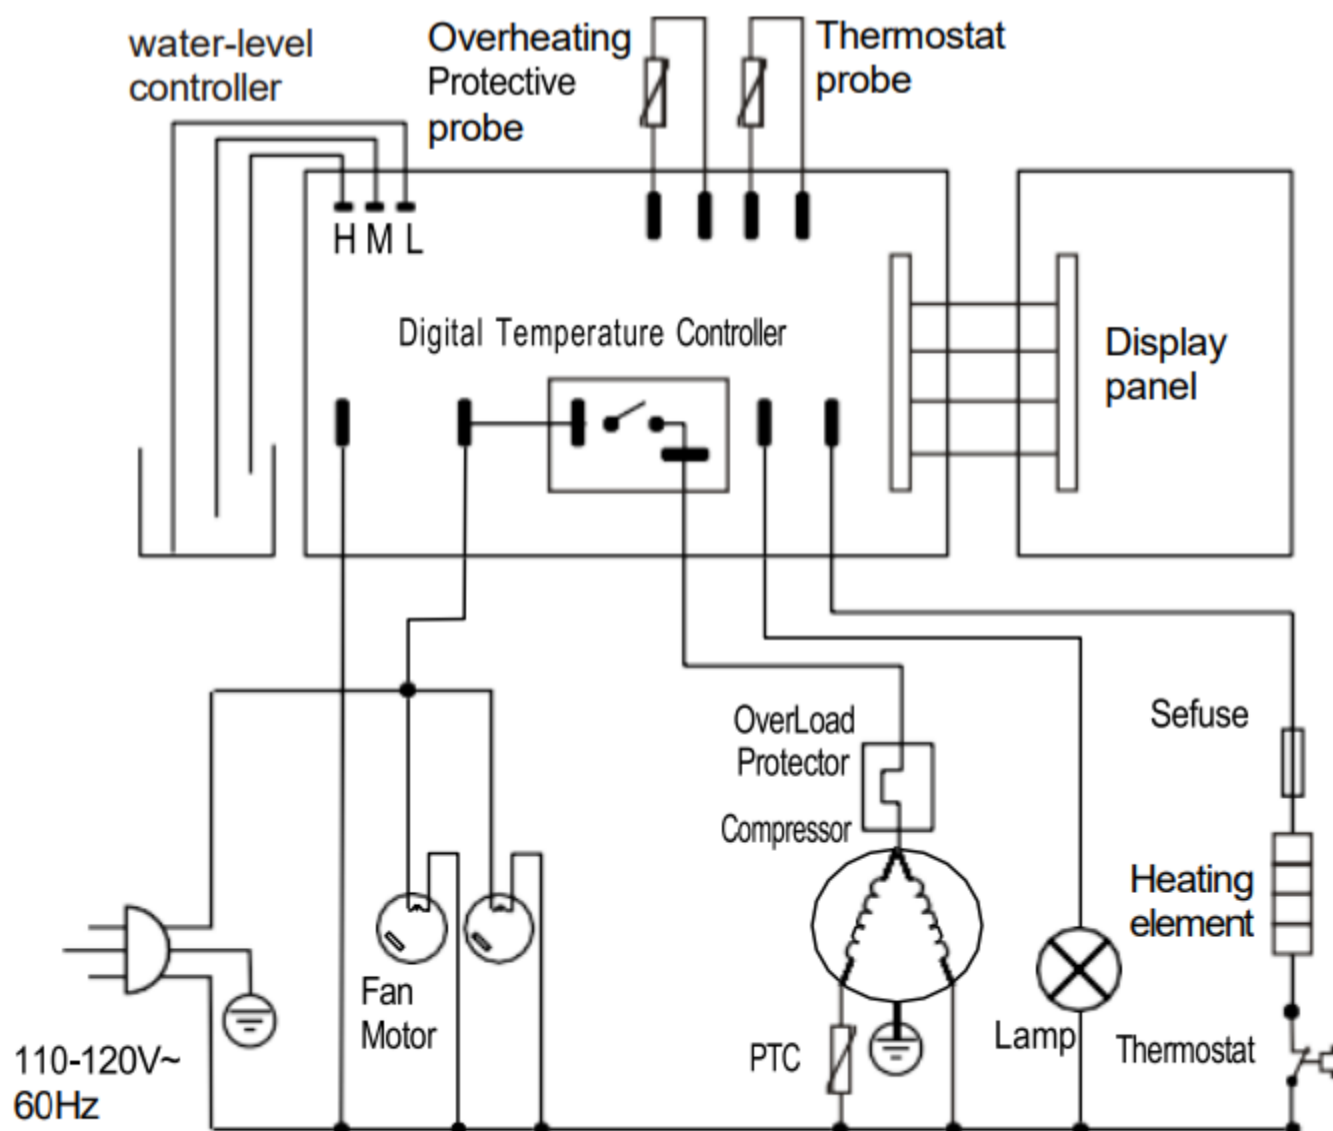 water-level
controller
Overheating
Protective
probe
Thermostat
probe
H M L
Digital Temperature Controller
Display
panel
OverLoad
Protector
Compressor
Sefuse
Heating
element
Fan
Motor
110-120V~
60Hz
PTC
Lamp
Thermostat